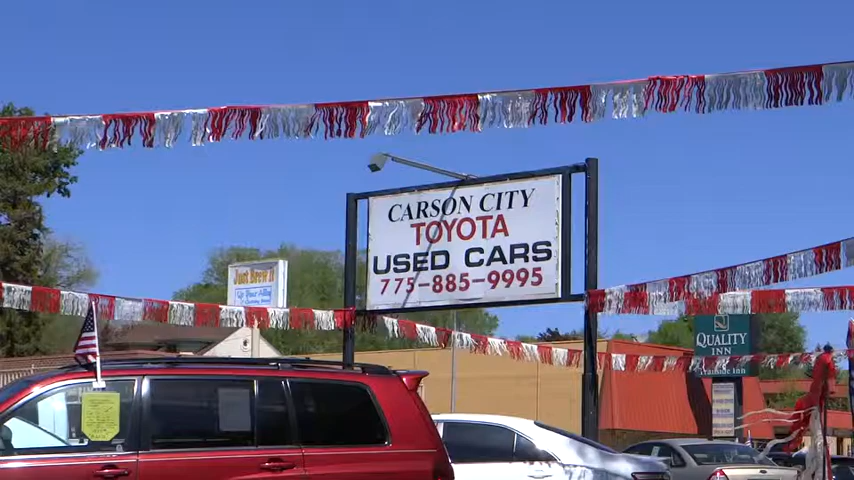 CARSON CITY
TOYOTA
USED CARS
775-885-9995
Just Brew It
QUALITY
INN